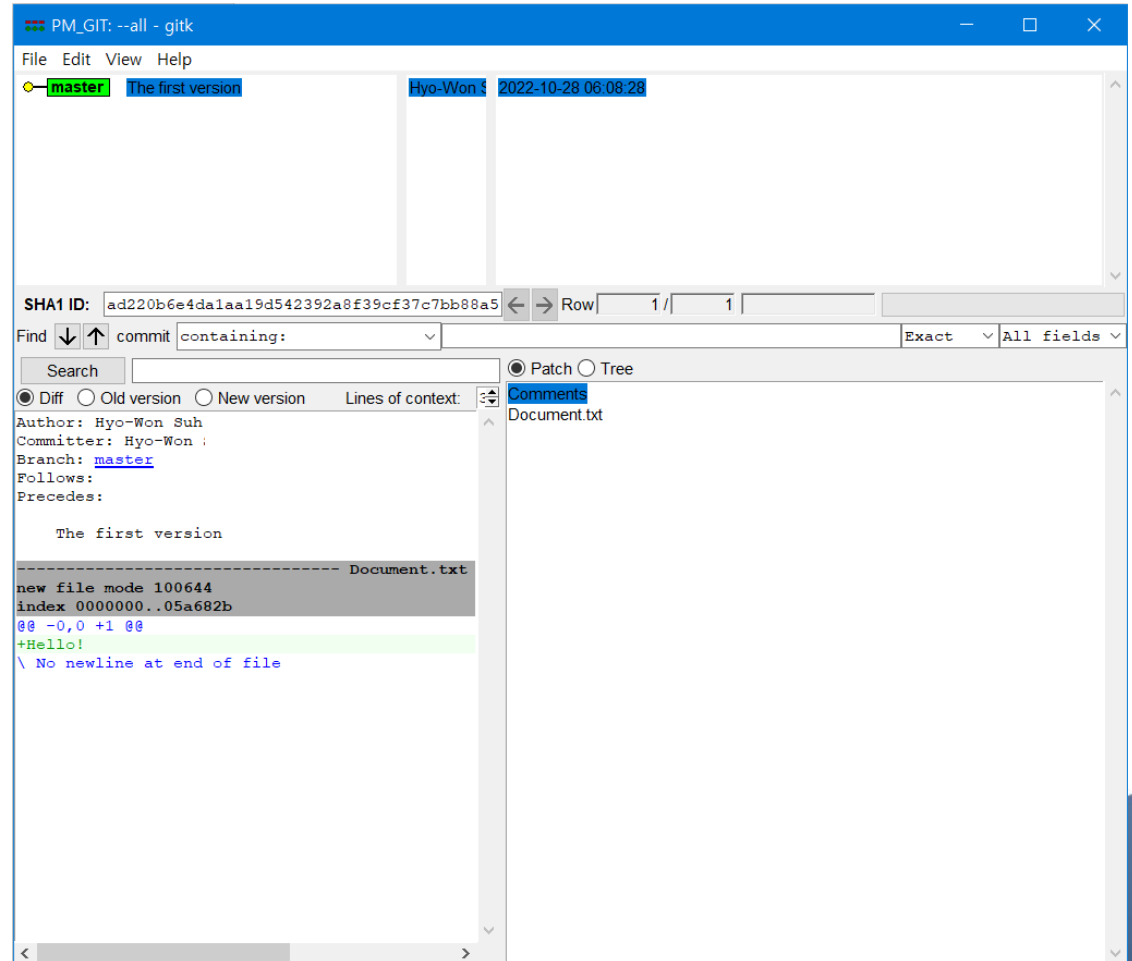 PM_GIT: --all - gitk
File Edit View Help
master The first version Hyo-Won 2022-10-28 06:08:28
SHA1 ID: ad220b6e4da1aa19d542392a8f39cf37c7bb88a5 Row 1 / 1
Find commit containing: Exact All fields
Search
Patch Tree
Diff Old version New version Lines of context:
Comments
Document.txt
Author: Hyo-Won Suh
Committer: Hyo-Won
Branch: master
Follows:
Precedes:
The first version
---------------------------------- Document.txt
new file mode 100644
index 0000000..05a682b
@@ -0,0 +1 @@
+Hello!
\ No newline at end of file